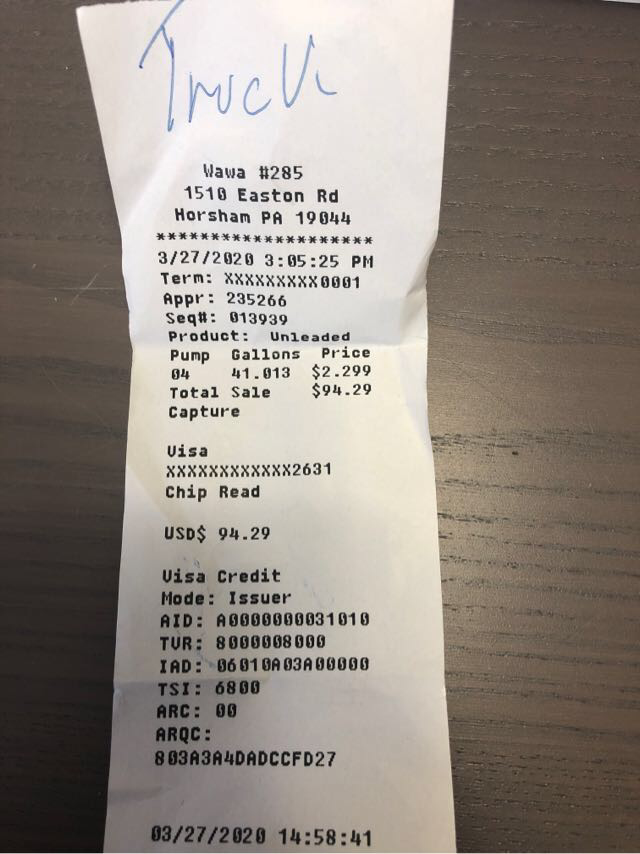 Truck
Wawa #285
1510 Easton Rd
Horsham PA 19044
********************
3/27/2020 3:05:25 PM
Term: XXXXXXXXX0001
Appr: 235266
Seq#: 013939
Product: Unleaded
Pump Gallons Price
04 41.013 $2.299
Total Sale $94.29
Capture
Visa
XXXXXXXXXXXX2631
Chip Read
USD$ 94.29
Visa Credit
Mode: Issuer
AID: A0000000031010
TVR: 8000008000
IAD: 06010A03A00000
TSI: 6800
ARC: 00
ARQC:
803A3A4DADCCFD27
03/27/2020 14:58:41